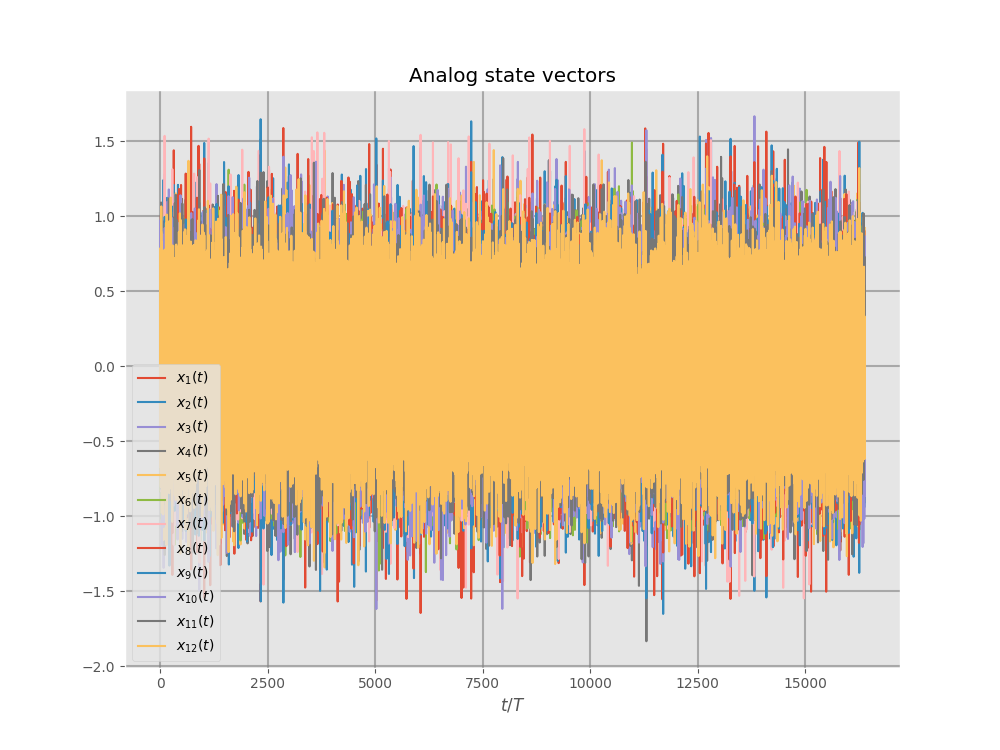 Analog state vectors
1.5
1.0
0.5
0.0
−0.5
−1.0
−1.5
−2.0
x₁(t)
x₂(t)
x₃(t)
x₄(t)
x₅(t)
x₆(t)
x₇(t)
x₈(t)
x₉(t)
x₁₀(t)
x₁₁(t)
x₁₂(t)
0 2500 5000 7500 10000 12500 15000
t/T